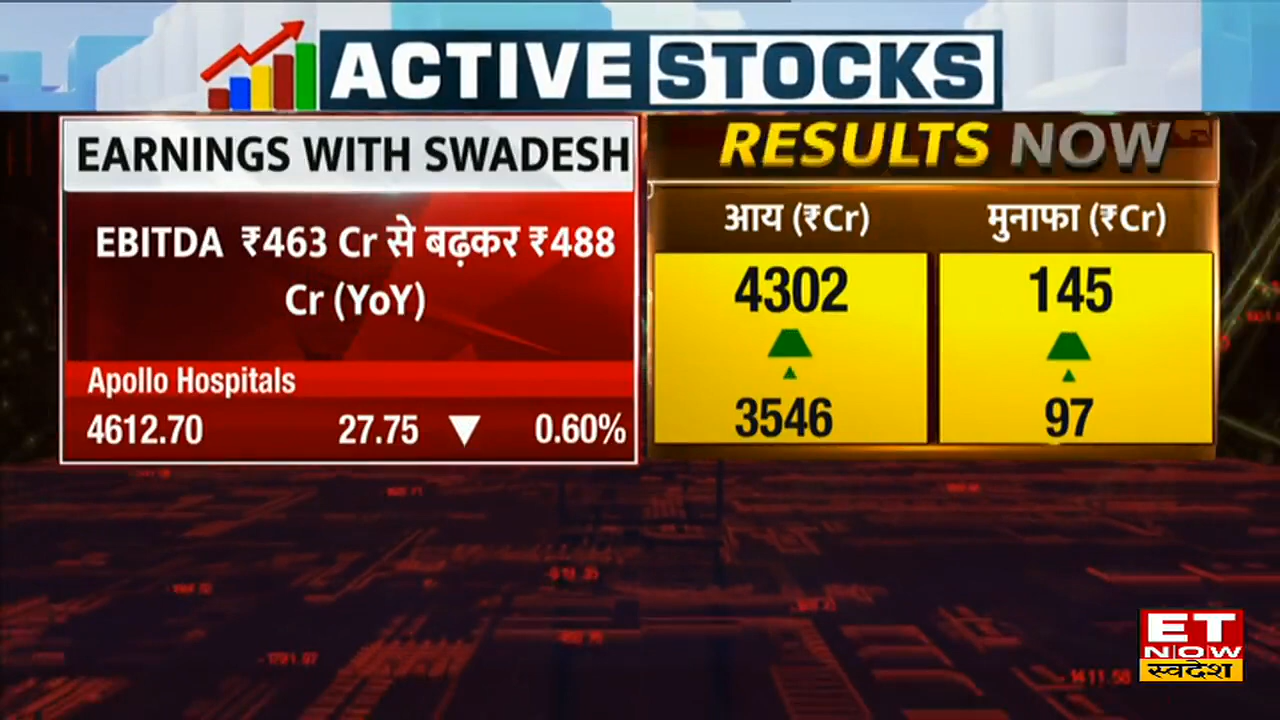 ACTIVE STOCKS
EARNINGS WITH SWADESH
EBITDA ₹463 Cr से बढ़कर ₹488
Cr (YoY)
Apollo Hospitals
4612.70 27.75 ▼ 0.60%
RESULTS NOW
आय (₹Cr) मुनाफा (₹Cr)
4302 145
3546 97
ET
NOW
स्वदेश